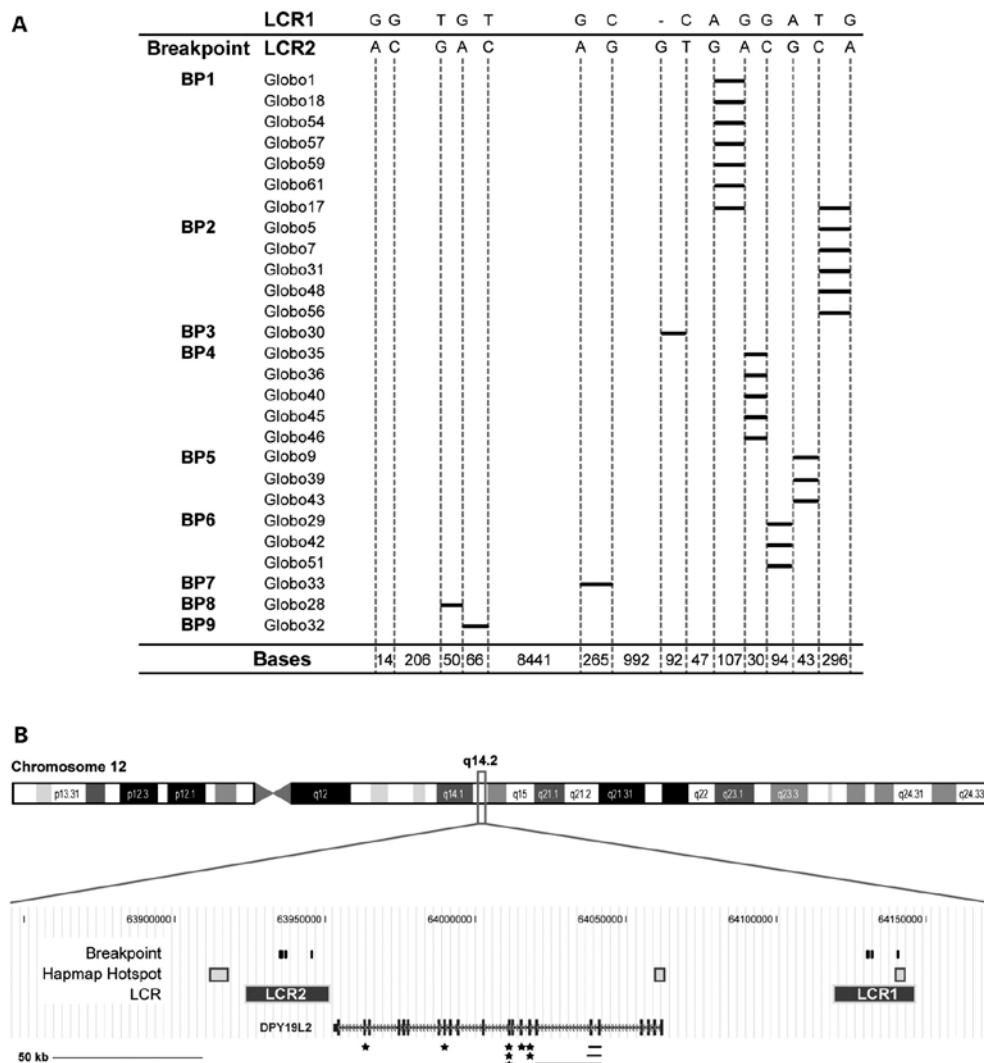 A
LCR1 G G T G T G C - C A G G A T G
Breakpoint LCR2 A C G A C A G G T G A C G C A
BP1 Globo1
Globo18
Globo54
Globo57
Globo59
Globo61
Globo17
BP2 Globo5
Globo7
Globo31
Globo48
Globo56
BP3 Globo30
BP4 Globo35
Globo36
Globo40
Globo45
Globo46
BP5 Globo9
Globo39
Globo43
BP6 Globo29
Globo42
Globo51
BP7 Globo33
BP8 Globo28
BP9 Globo32
Bases 14 206 50 66 8441 265 992 92 47 107 30 94 43 296
B
q14.2
Chromosome 12
p13.31 p12.3 p12.1 q12 q14.1 q15 q21.1 q21.2 q21.31 q22 q23.1 q23.3 q24.31 q24.33
63900000 63950000 64000000 64050000 64100000 64150000
Breakpoint
Hapmap Hotspot
LCR LCR2 LCR1
DPY19L2
50 kb